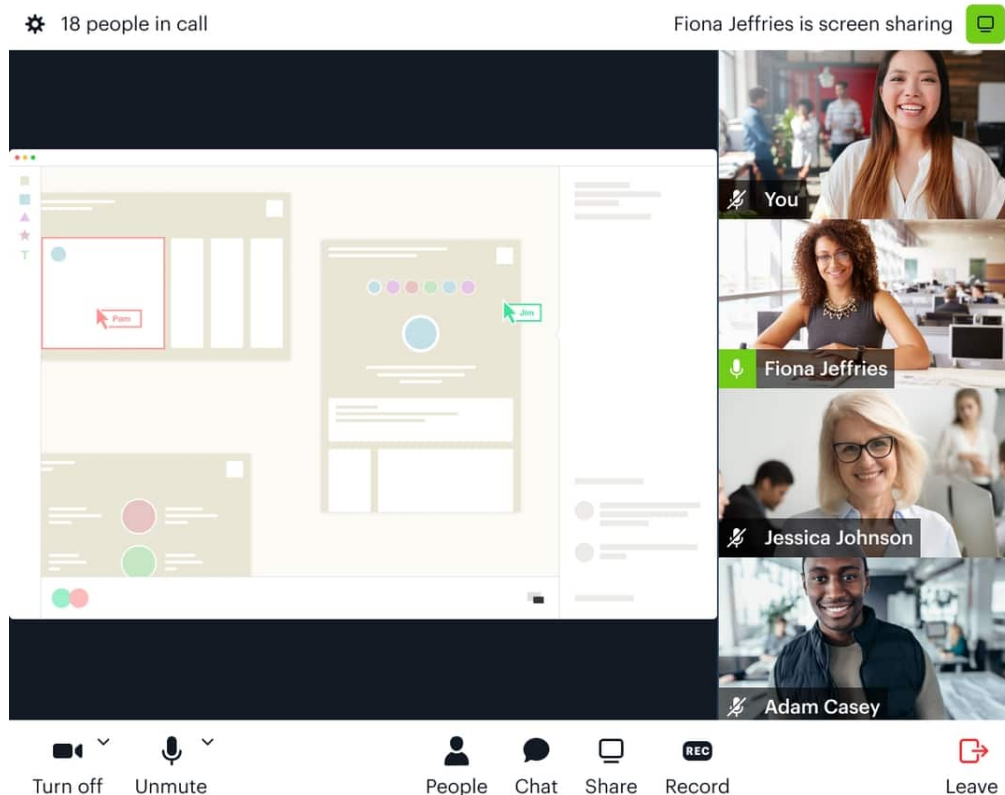 18 people in call
Fiona Jeffries is screen sharing
T
Pam
Jim
You
Fiona Jeffries
Jessica Johnson
Adam Casey
REC
Turn off
Unmute
People
Chat
Share
Record
Leave